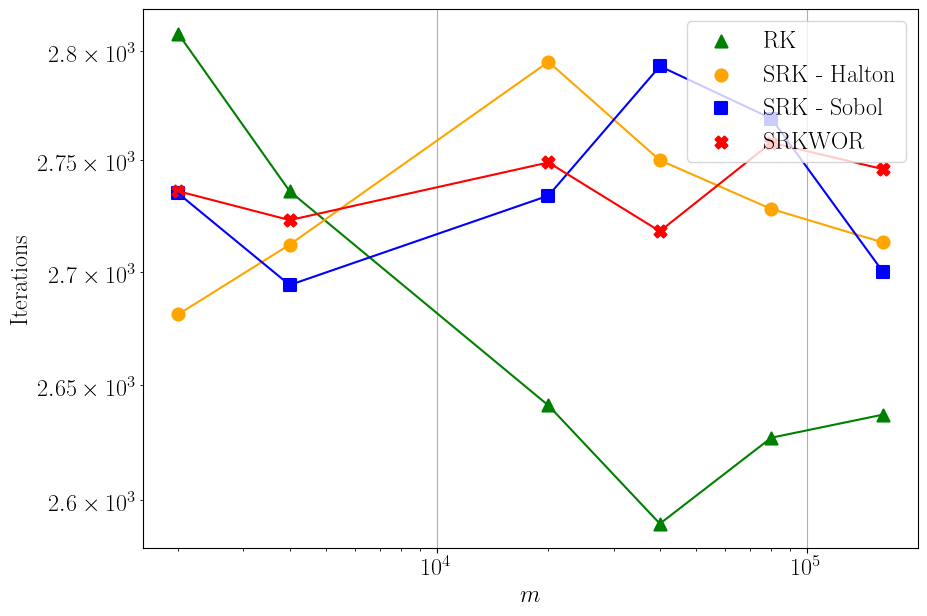 2.8 × 10³
2.75 × 10³
2.7 × 10³
2.65 × 10³
2.6 × 10³
Iterations
10⁴
10⁵
m
RK
SRK - Halton
SRK - Sobol
SRKWOR